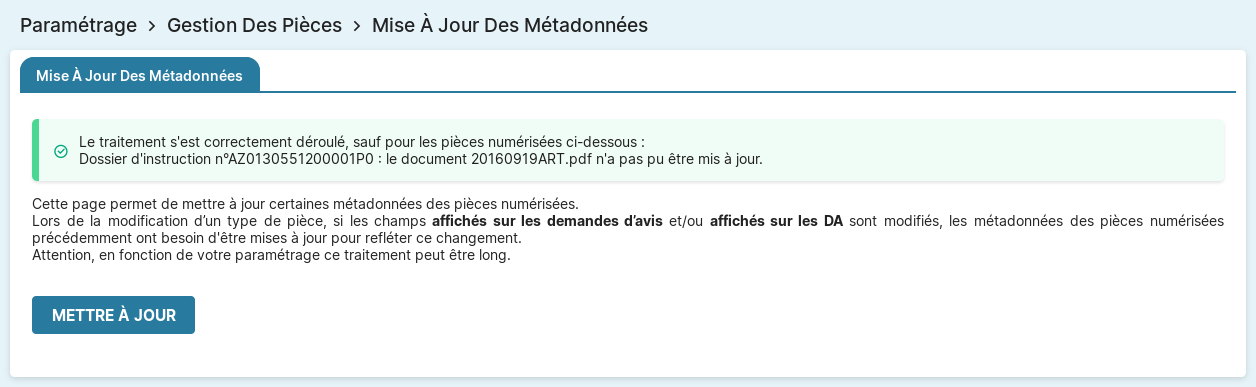 Paramétrage > Gestion Des Pièces > Mise À Jour Des Métadonnées
Mise À Jour Des Métadonnées
Le traitement s'est correctement déroulé, sauf pour les pièces numérisées ci-dessous :
Dossier d'instruction n°AZ0130551200001P0 : le document 20160919ART.pdf n'a pas pu être mis à jour.
Cette page permet de mettre à jour certaines métadonnées des pièces numérisées.
Lors de la modification d’un type de pièce, si les champs affichés sur les demandes d’avis et/ou affichés sur les DA sont modifiés, les métadonnées des pièces numérisées
précédemment ont besoin d'être mises à jour pour refléter ce changement.
Attention, en fonction de votre paramétrage ce traitement peut être long.
METTRE À JOUR